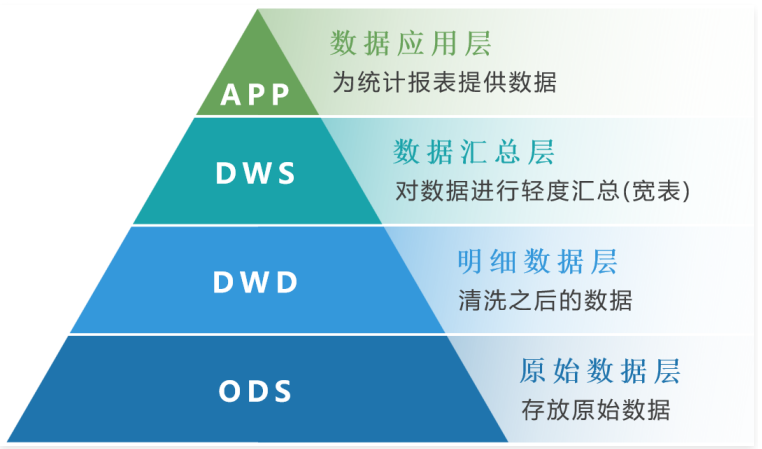 数据应用层
为统计报表提供数据
APP
数据汇总层
DWS
对数据进行轻度汇总(宽表)
明细数据层
DWD
清洗之后的数据
原始数据层
ODS
存放原始数据